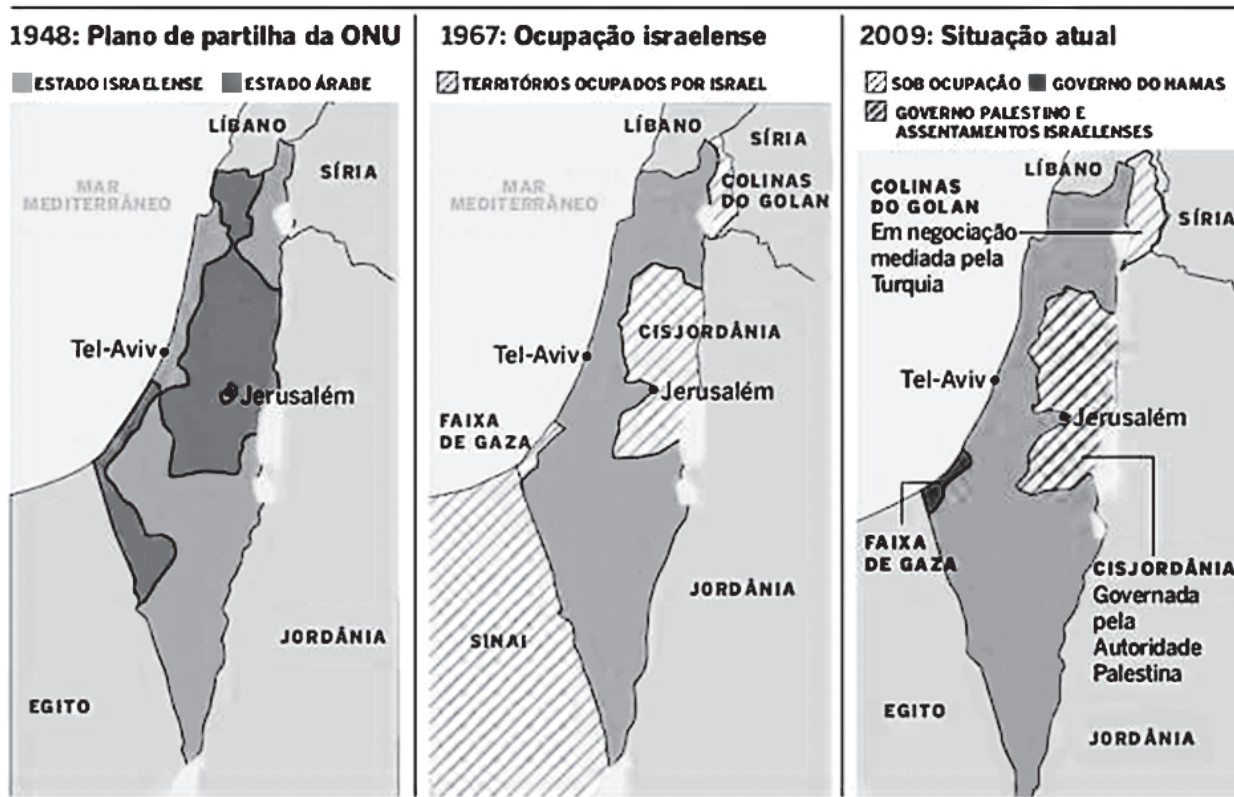 1948: Plano de partilha da ONU
ESTADO ISRAELENSE ESTADO ÁRABE
LÍBANO
SÍRIA
MAR
MEDITERRÂNEO
Tel-Aviv
Jerusalém
JORDÂNIA
EGITO
1967: Ocupação israelense
TERRITÓRIOS OCUPADOS POR ISRAEL
LÍBANO
SÍRIA
MAR
MEDITERRÂNEO
COLINAS
DO GOLAN
CISJORDÂNIA
Tel-Aviv
Jerusalém
FAIXA
DE GAZA
JORDÂNIA
SINAI
2009: Situação atual
SOB OCUPAÇÃO GOVERNO DO HAMAS
GOVERNO PALESTINO E
ASSENTAMENTOS ISRAELENSES
LÍBANO
COLINAS
DO GOLAN
Em negociação
mediada pela
Turquia
SÍRIA
Tel-Aviv
Jerusalém
FAIXA
DE GAZA
CISJORDÂNIA
Governada
pela
Autoridade
Palestina
EGITO
JORDÂNIA